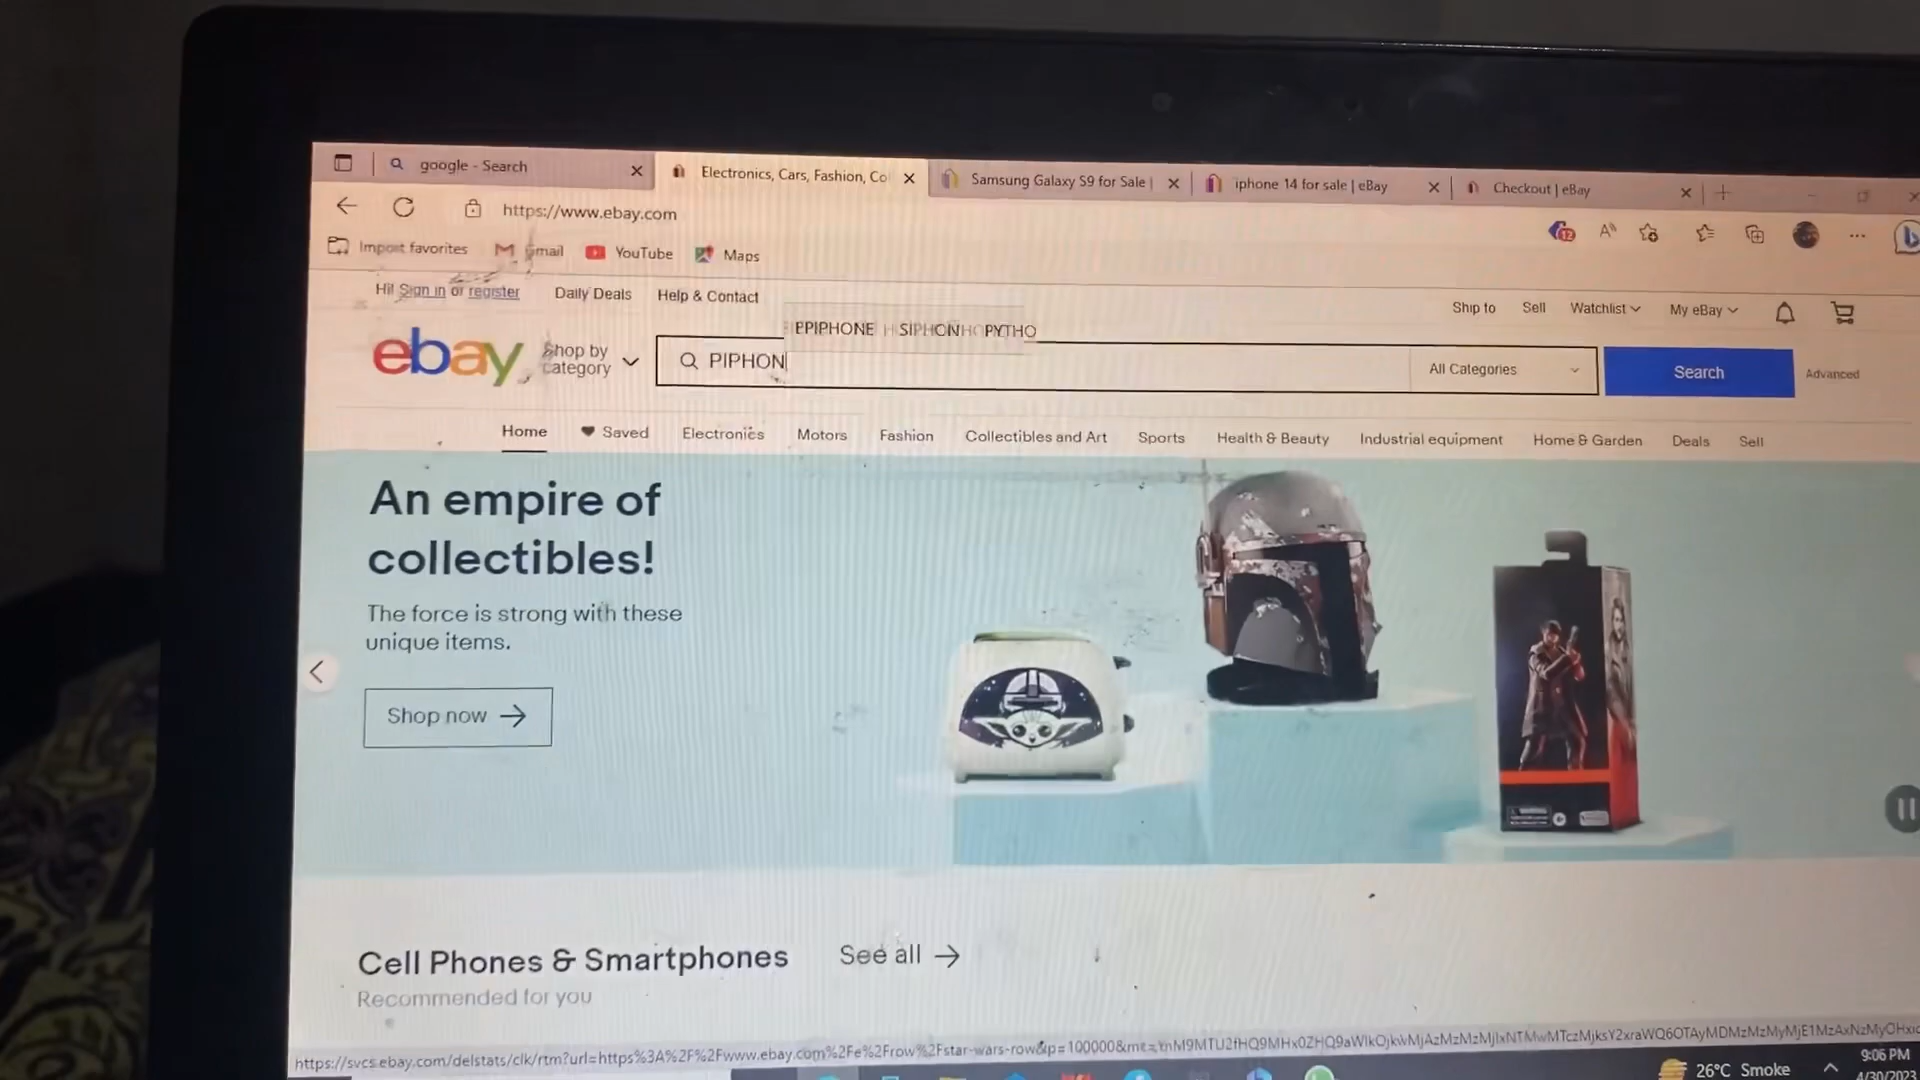 google - Search
Electronics, Cars, Fashion, Co
Samsung Galaxy S9 for Sale |
iphone 14 for sale | eBay
Checkout | eBay
https://www.ebay.com
12
Import favorites
Gmail
YouTube
Maps
Hi! Sign in or register
Daily Deals
Help & Contact
Ship to
Sell
Watchlist
My eBay
EPIPHONE
SIPHON
PYTHO
ebay
Shop by
category
PIPHON
All Categories
Search
Advanced
Home
Saved
Electronics
Motors
Fashion
Collectibles and Art
Sports
Health & Beauty
Industrial equipment
Home & Garden
Deals
Sell
An empire of
collectibles!
The force is strong with these
unique items.
Shop now
Cell Phones & Smartphones
See all
Recommended for you
26°C Smoke
9:06 PM
4/30/2023